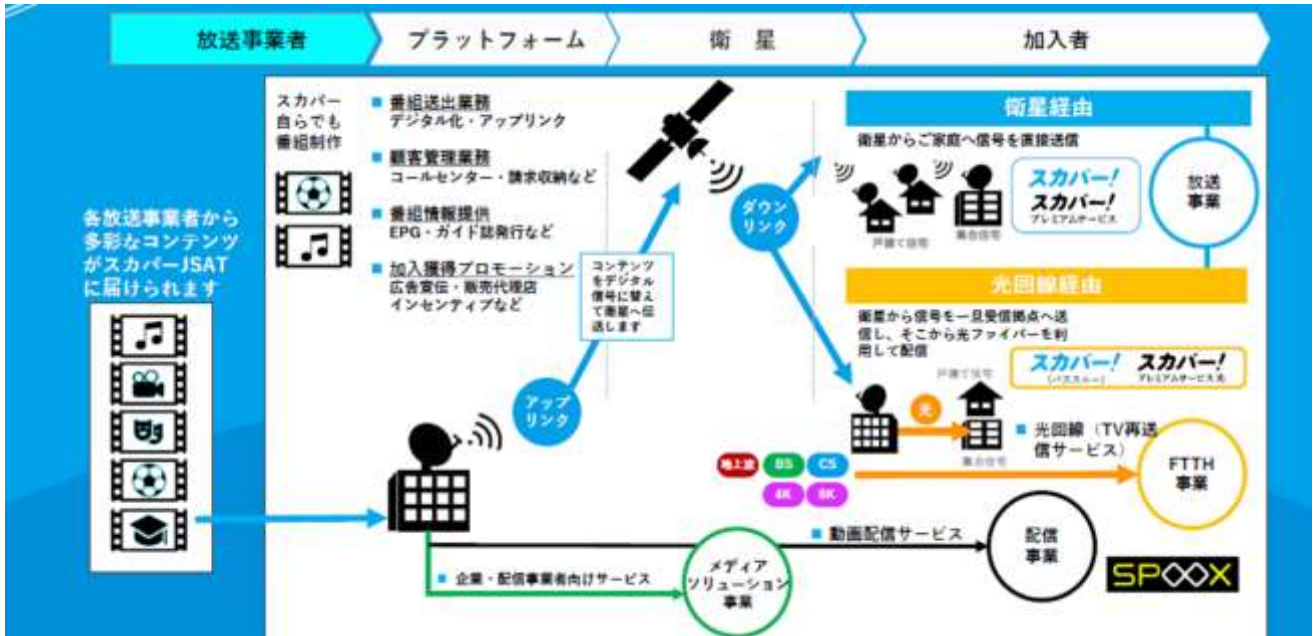 放送事業者
プラットフォーム
衛 星
加入者
スカパー
自らでも
番組制作
■ 番組送出業務
デジタル化・アップリンク
■ 顧客管理業務
コールセンター・請求収納など
■ 番組情報提供
EPG・ガイド誌発行など
■ 加入獲得プロモーション
広告宣伝・販売代理店
インセンティブなど
各放送事業者から
多彩なコンテンツ
がスカパーJSAT
に届けられます
コンテンツ
をデジタル
信号に替え
て衛星へ伝
送します
アップ
リンク
ダウン
リンク
衛星経由
衛星からご家庭へ信号を直接送信
戸建て住宅
集合住宅
スカパー!
スカパー!
プレミアムサービス
放送
事業
光回線経由
衛星から信号を一旦受信拠点へ送
信し、そこから光ファイバーを利
用して配信
戸建て住宅
集合住宅
スカパー!
(パススルー)
スカパー!
プレミアムサービス光
光
■ 光回線(TV再送
信サービス)
地上波
BS
CS
4K
8K
FTTH
事業
■ 動画配信サービス
配信
事業
SPOOX
■ 企業・配信事業者向けサービス
メディア
ソリューション
事業